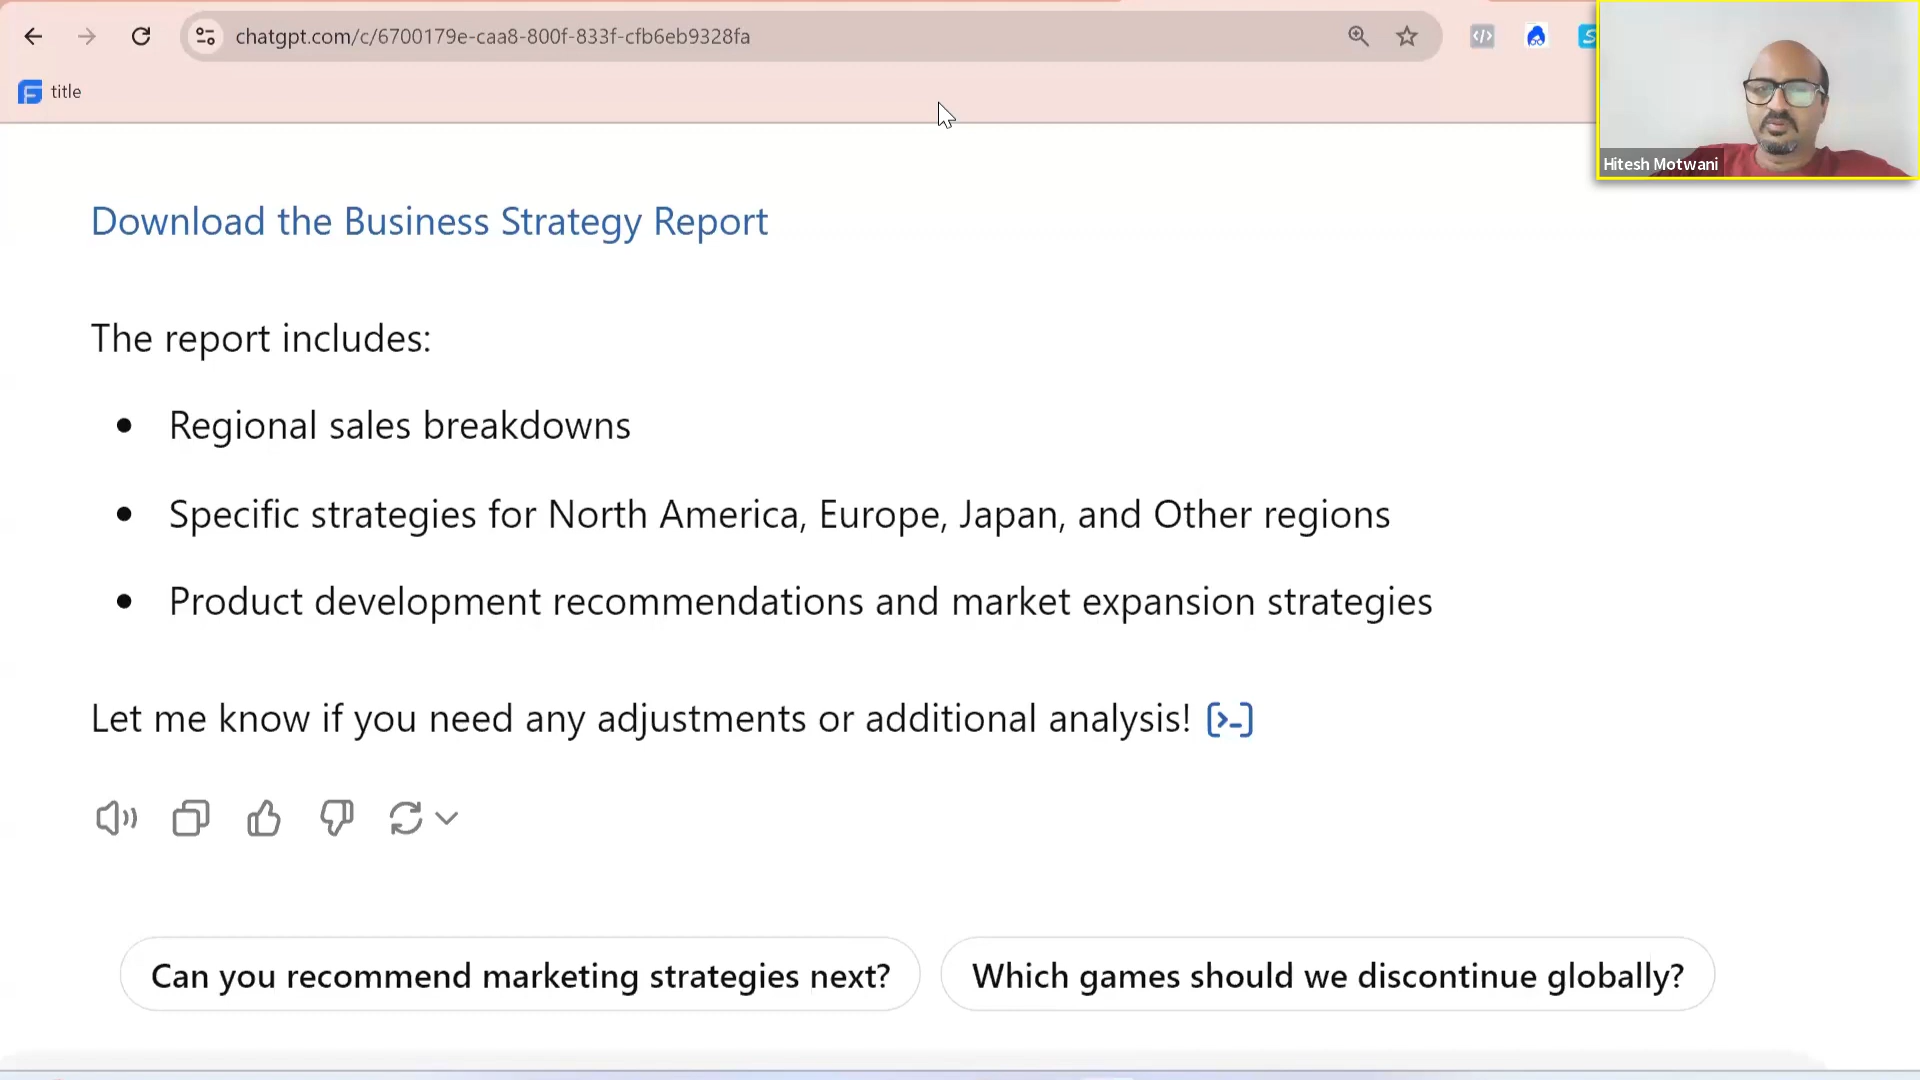 chatgpt.com/c/6700179e-caa8-800f-833f-cfb6eb9328fa
title
Hitesh Motwani
Download the Business Strategy Report
The report includes:
• Regional sales breakdowns
• Specific strategies for North America, Europe, Japan, and Other regions
• Product development recommendations and market expansion strategies
Let me know if you need any adjustments or additional analysis! [>-]
Can you recommend marketing strategies next?
Which games should we discontinue globally?